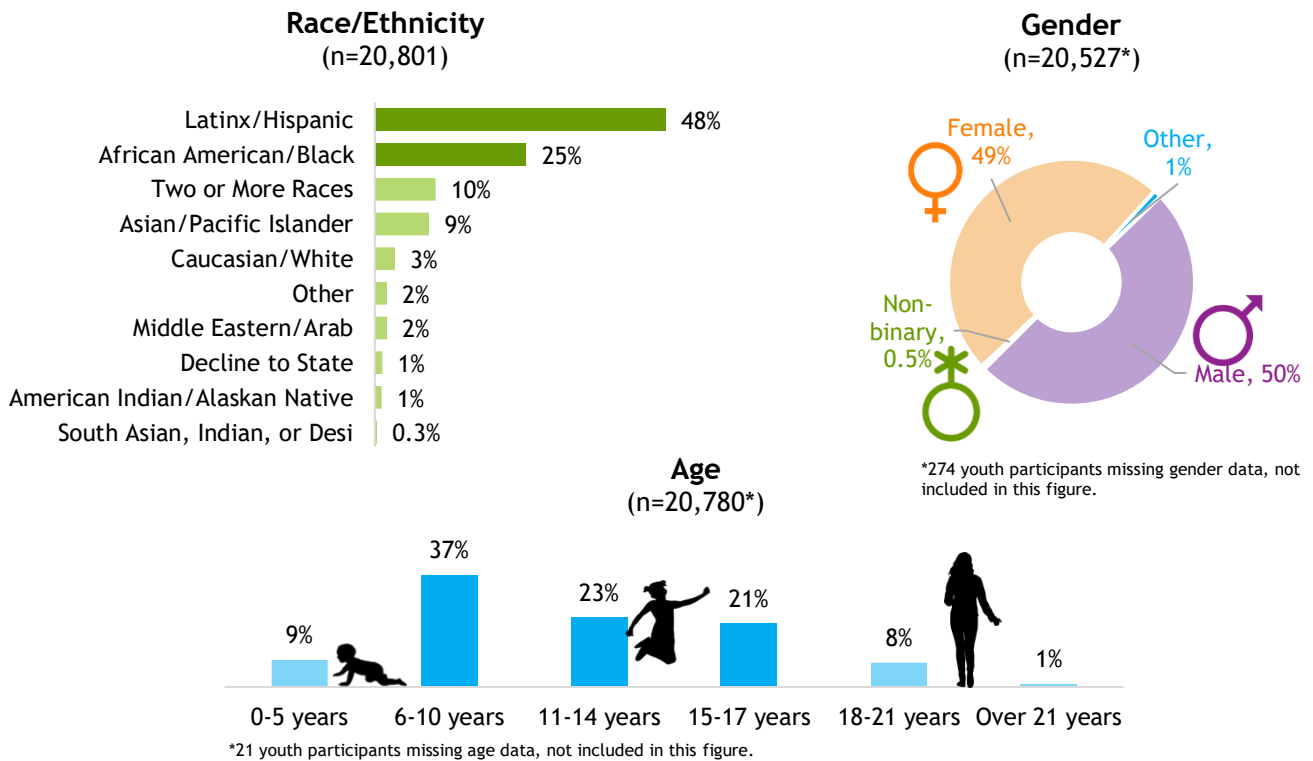 Race/Ethnicity
(n=20,801)
Latinx/Hispanic 48%
African American/Black 25%
Two or More Races 10%
Asian/Pacific Islander 9%
Caucasian/White 3%
Other 2%
Middle Eastern/Arab 2%
Decline to State 1%
American Indian/Alaskan Native 1%
South Asian, Indian, or Desi 0.3%
Gender
(n=20,527*)
Female,
49%
Other,
1%
Non-
binary,
0.5%
Male, 50%
*274 youth participants missing gender data, not
included in this figure.
Age
(n=20,780*)
9%
37%
23%
21%
8%
1%
0-5 years
6-10 years
11-14 years
15-17 years
18-21 years
Over 21 years
*21 youth participants missing age data, not included in this figure.